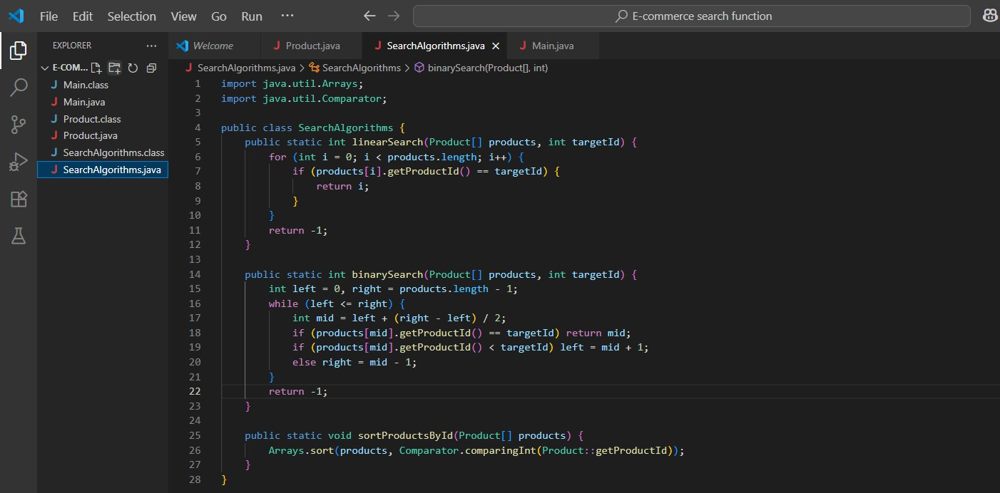 File Edit Selection View Go Run ···
E-commerce search function
EXPLORER ···
E-COM...
Main.class
Main.java
Product.class
Product.java
SearchAlgorithms.class
SearchAlgorithms.java
Welcome Product.java SearchAlgorithms.java Main.java
SearchAlgorithms.java > SearchAlgorithms > binarySearch(Product[], int)
1 import java.util.Arrays;
2 import java.util.Comparator;
3
4 public class SearchAlgorithms {
5     public static int linearSearch(Product[] products, int targetId) {
6         for (int i = 0; i < products.length; i++) {
7             if (products[i].getProductId() == targetId) {
8                 return i;
9             }
10         }
11         return -1;
12     }
13
14     public static int binarySearch(Product[] products, int targetId) {
15         int left = 0, right = products.length - 1;
16         while (left <= right) {
17             int mid = left + (right - left) / 2;
18             if (products[mid].getProductId() == targetId) return mid;
19             if (products[mid].getProductId() < targetId) left = mid + 1;
20             else right = mid - 1;
21         }
22         return -1;
23     }
24
25     public static void sortProductsById(Product[] products) {
26         Arrays.sort(products, Comparator.comparingInt(Product::getProductId));
27     }
28 }